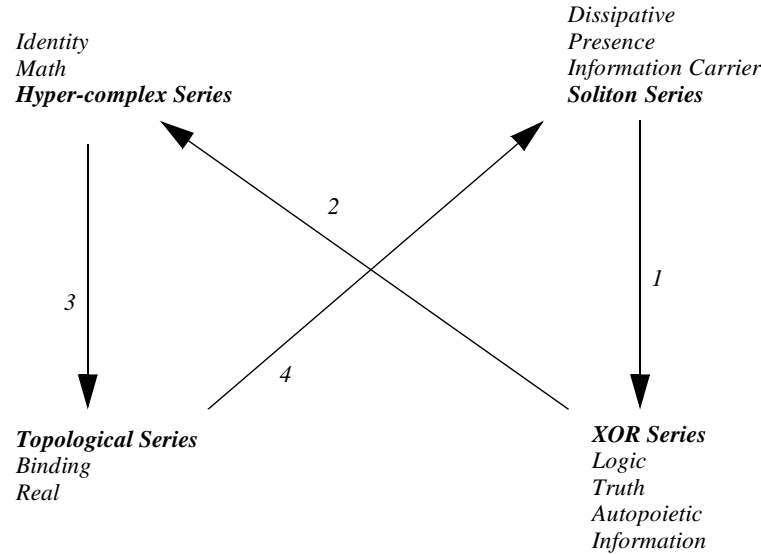 Identity
Math
Hyper-complex Series
Dissipative
Presence
Information Carrier
Soliton Series
2
1
3
4
Topological Series
Binding
Real
XOR Series
Logic
Truth
Autopoietic
Information